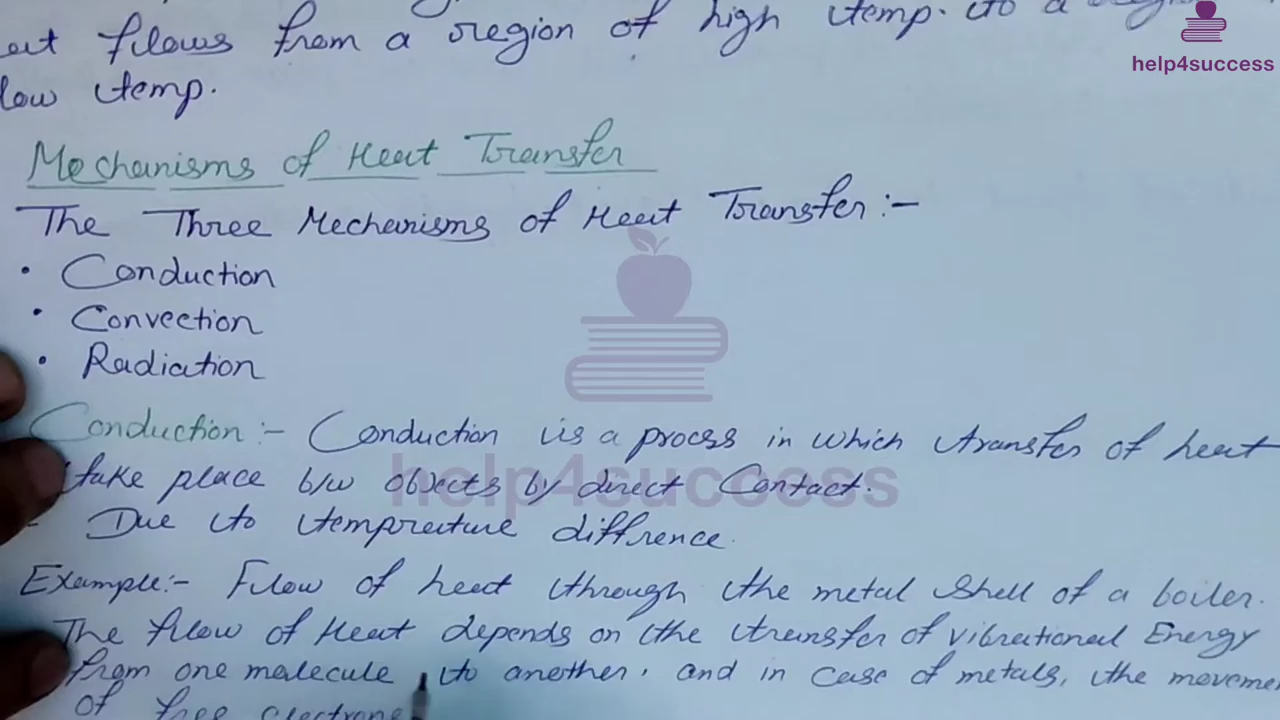 flows from a region of high temp. to a region
help4success
low temp.
Mechanisms of Heat Transfer
The Three Mechanisms of Heat Transfer :-
• Conduction
• Convection
• Radiation
Conduction :- Conduction is a process in which transfer of heat
take place b/w objects by direct Contact.
help4success
- Due to temprature diffrence.
Example:- Flow of heat through the metal shell of a boiler.
The flow of Heat depends on the transfer of vibrational Energy
from one molecule to another, and in case of metals, the
of free electrons